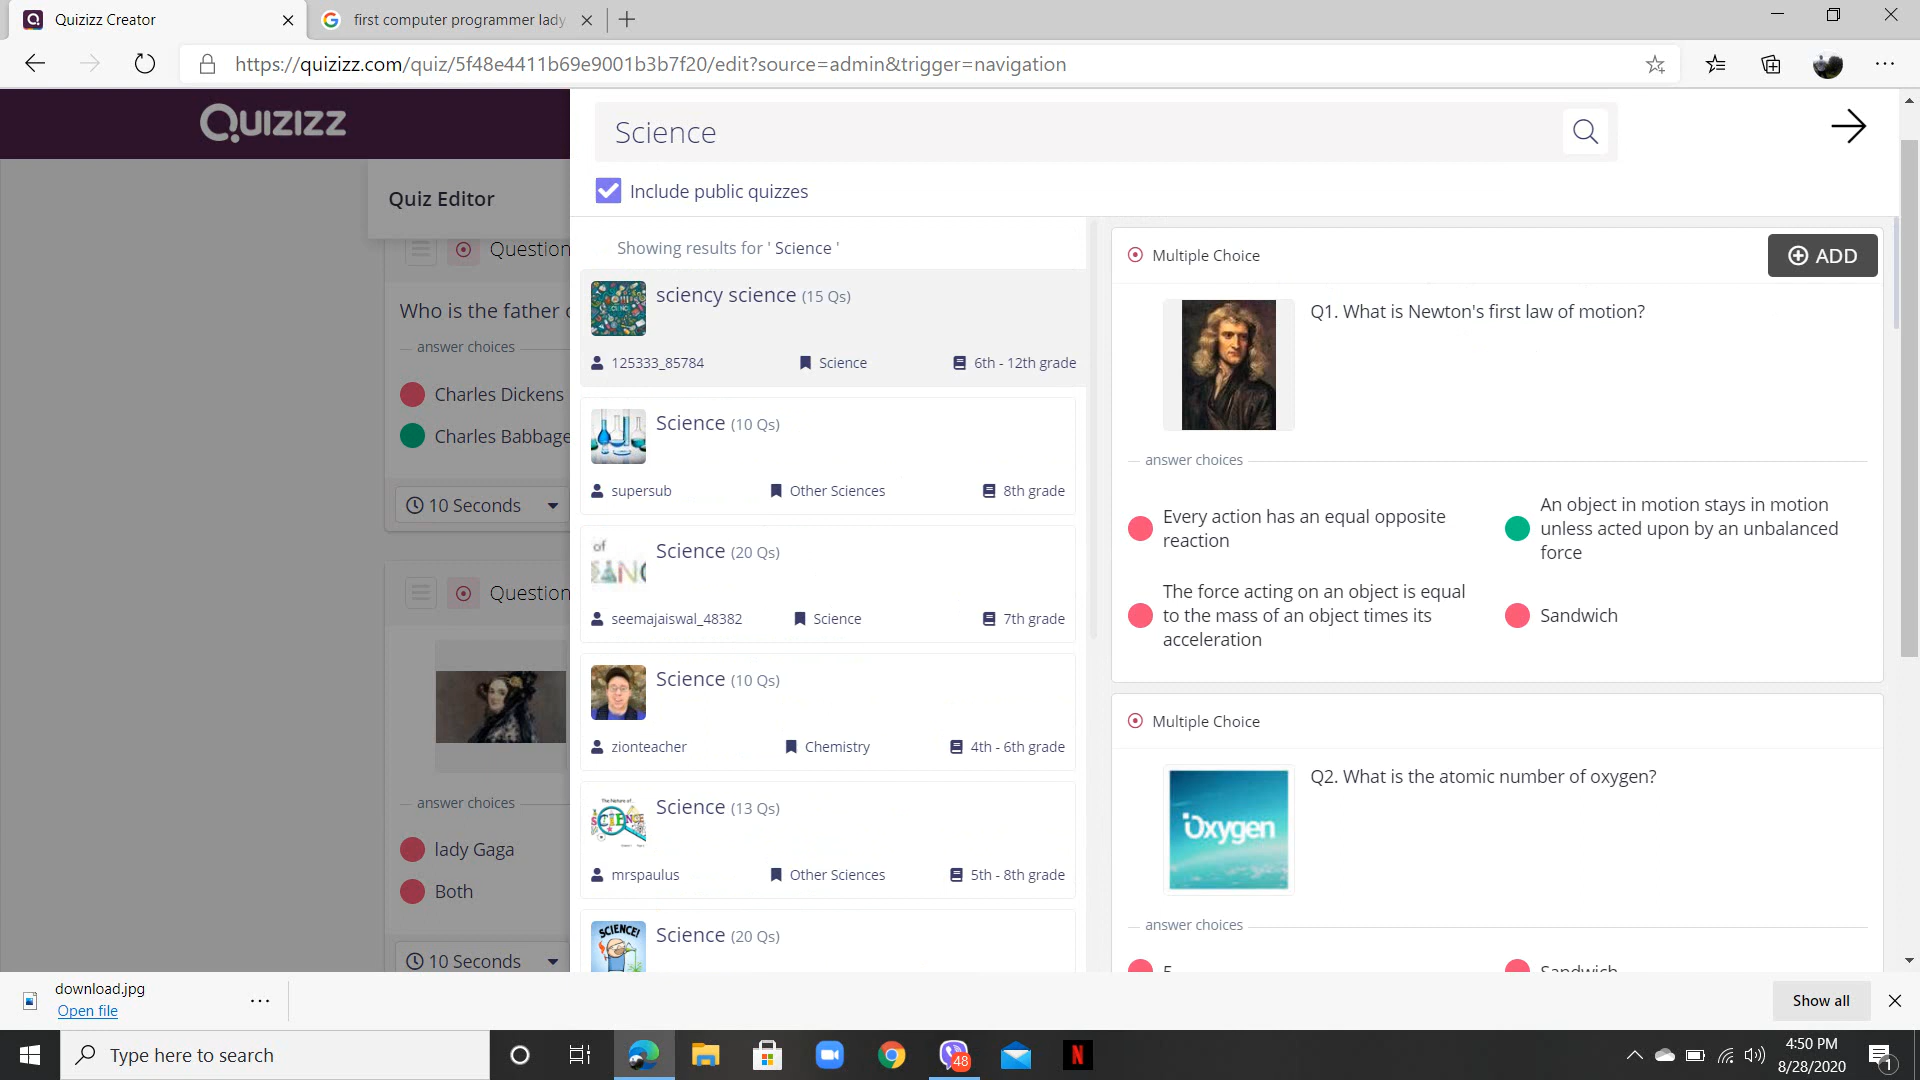 Quizizz Creator
first computer programmer lady
https://quizizz.com/quiz/5f48e4411b69e9001b3b7f20/edit?source=admin&trigger=navigation
QUIZIZZ
Science
Include public quizzes
Quiz Editor
Question
Who is the father
answer choices
Charles Dickens
Charles Babbage
10 Seconds
Question
answer choices
lady Gaga
Both
10 Seconds
Showing results for ' Science '
sciency science (15 Qs)
125333_85784 Science 6th - 12th grade
Science (10 Qs)
supersub Other Sciences 8th grade
of
Science (20 Qs)
seemajaiswal_48382 Science 7th grade
Science (10 Qs)
zionteacher Chemistry 4th - 6th grade
The Nature of
SCIENCE
Science (13 Qs)
mrspaulus Other Sciences 5th - 8th grade
SCIENCE!
Science (20 Qs)
Multiple Choice
ADD
Q1. What is Newton's first law of motion?
answer choices
Every action has an equal opposite
reaction
An object in motion stays in motion
unless acted upon by an unbalanced
force
The force acting on an object is equal
to the mass of an object times its
acceleration
Sandwich
Multiple Choice
Q2. What is the atomic number of oxygen?
Oxygen
answer choices
Sandwich
download.jpg
Open file
Show all
Type here to search
48
N
4:50 PM
8/28/2020
1